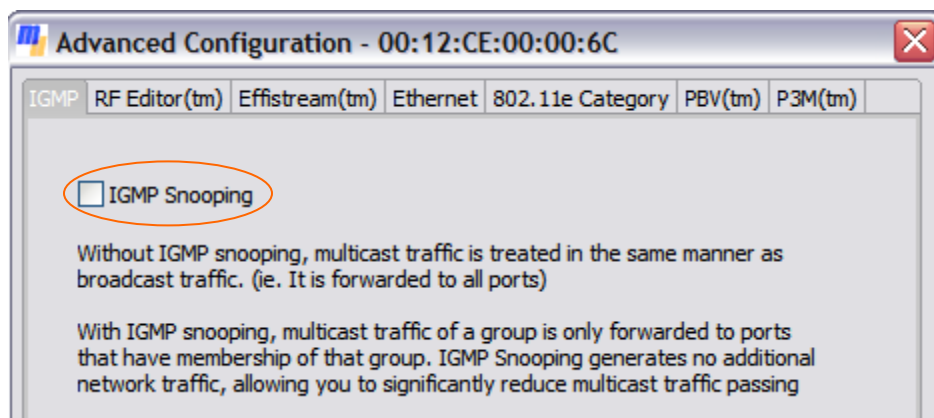 Advanced Configuration - 00:12:CE:00:00:6C
IGMP RF Editor(tm) Effistream(tm) Ethernet 802.11e Category PBV(tm) P3M(tm)
IGMP Snooping
Without IGMP snooping, multicast traffic is treated in the same manner as
broadcast traffic. (ie. It is forwarded to all ports)
With IGMP snooping, multicast traffic of a group is only forwarded to ports
that have membership of that group. IGMP Snooping generates no additional
network traffic, allowing you to significantly reduce multicast traffic passing